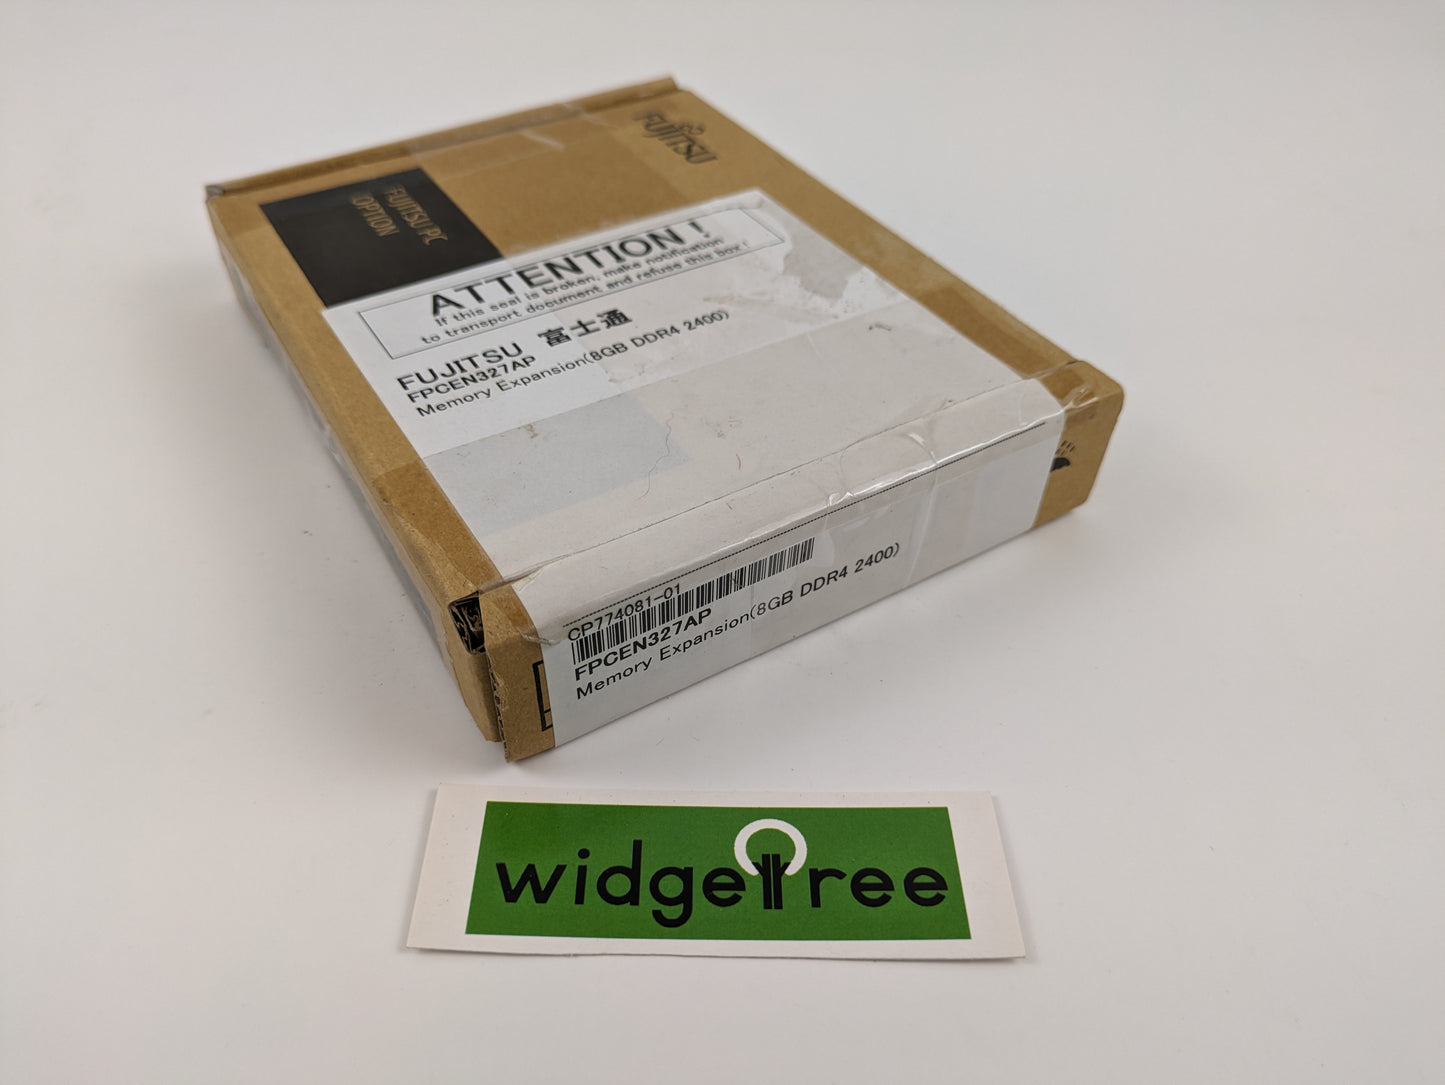 FUJITSU
FUJITSU PC
OPTION
ATTENTION !
If this seal is broken, make notification
to transport document and refuse this box !
FUJITSU 富士通
FPCEN327AP
Memory Expansion(8GB DDR4 2400)
CP774081-01
FPCEN327AP
Memory Expansion(8GB DDR4 2400)
widgetree